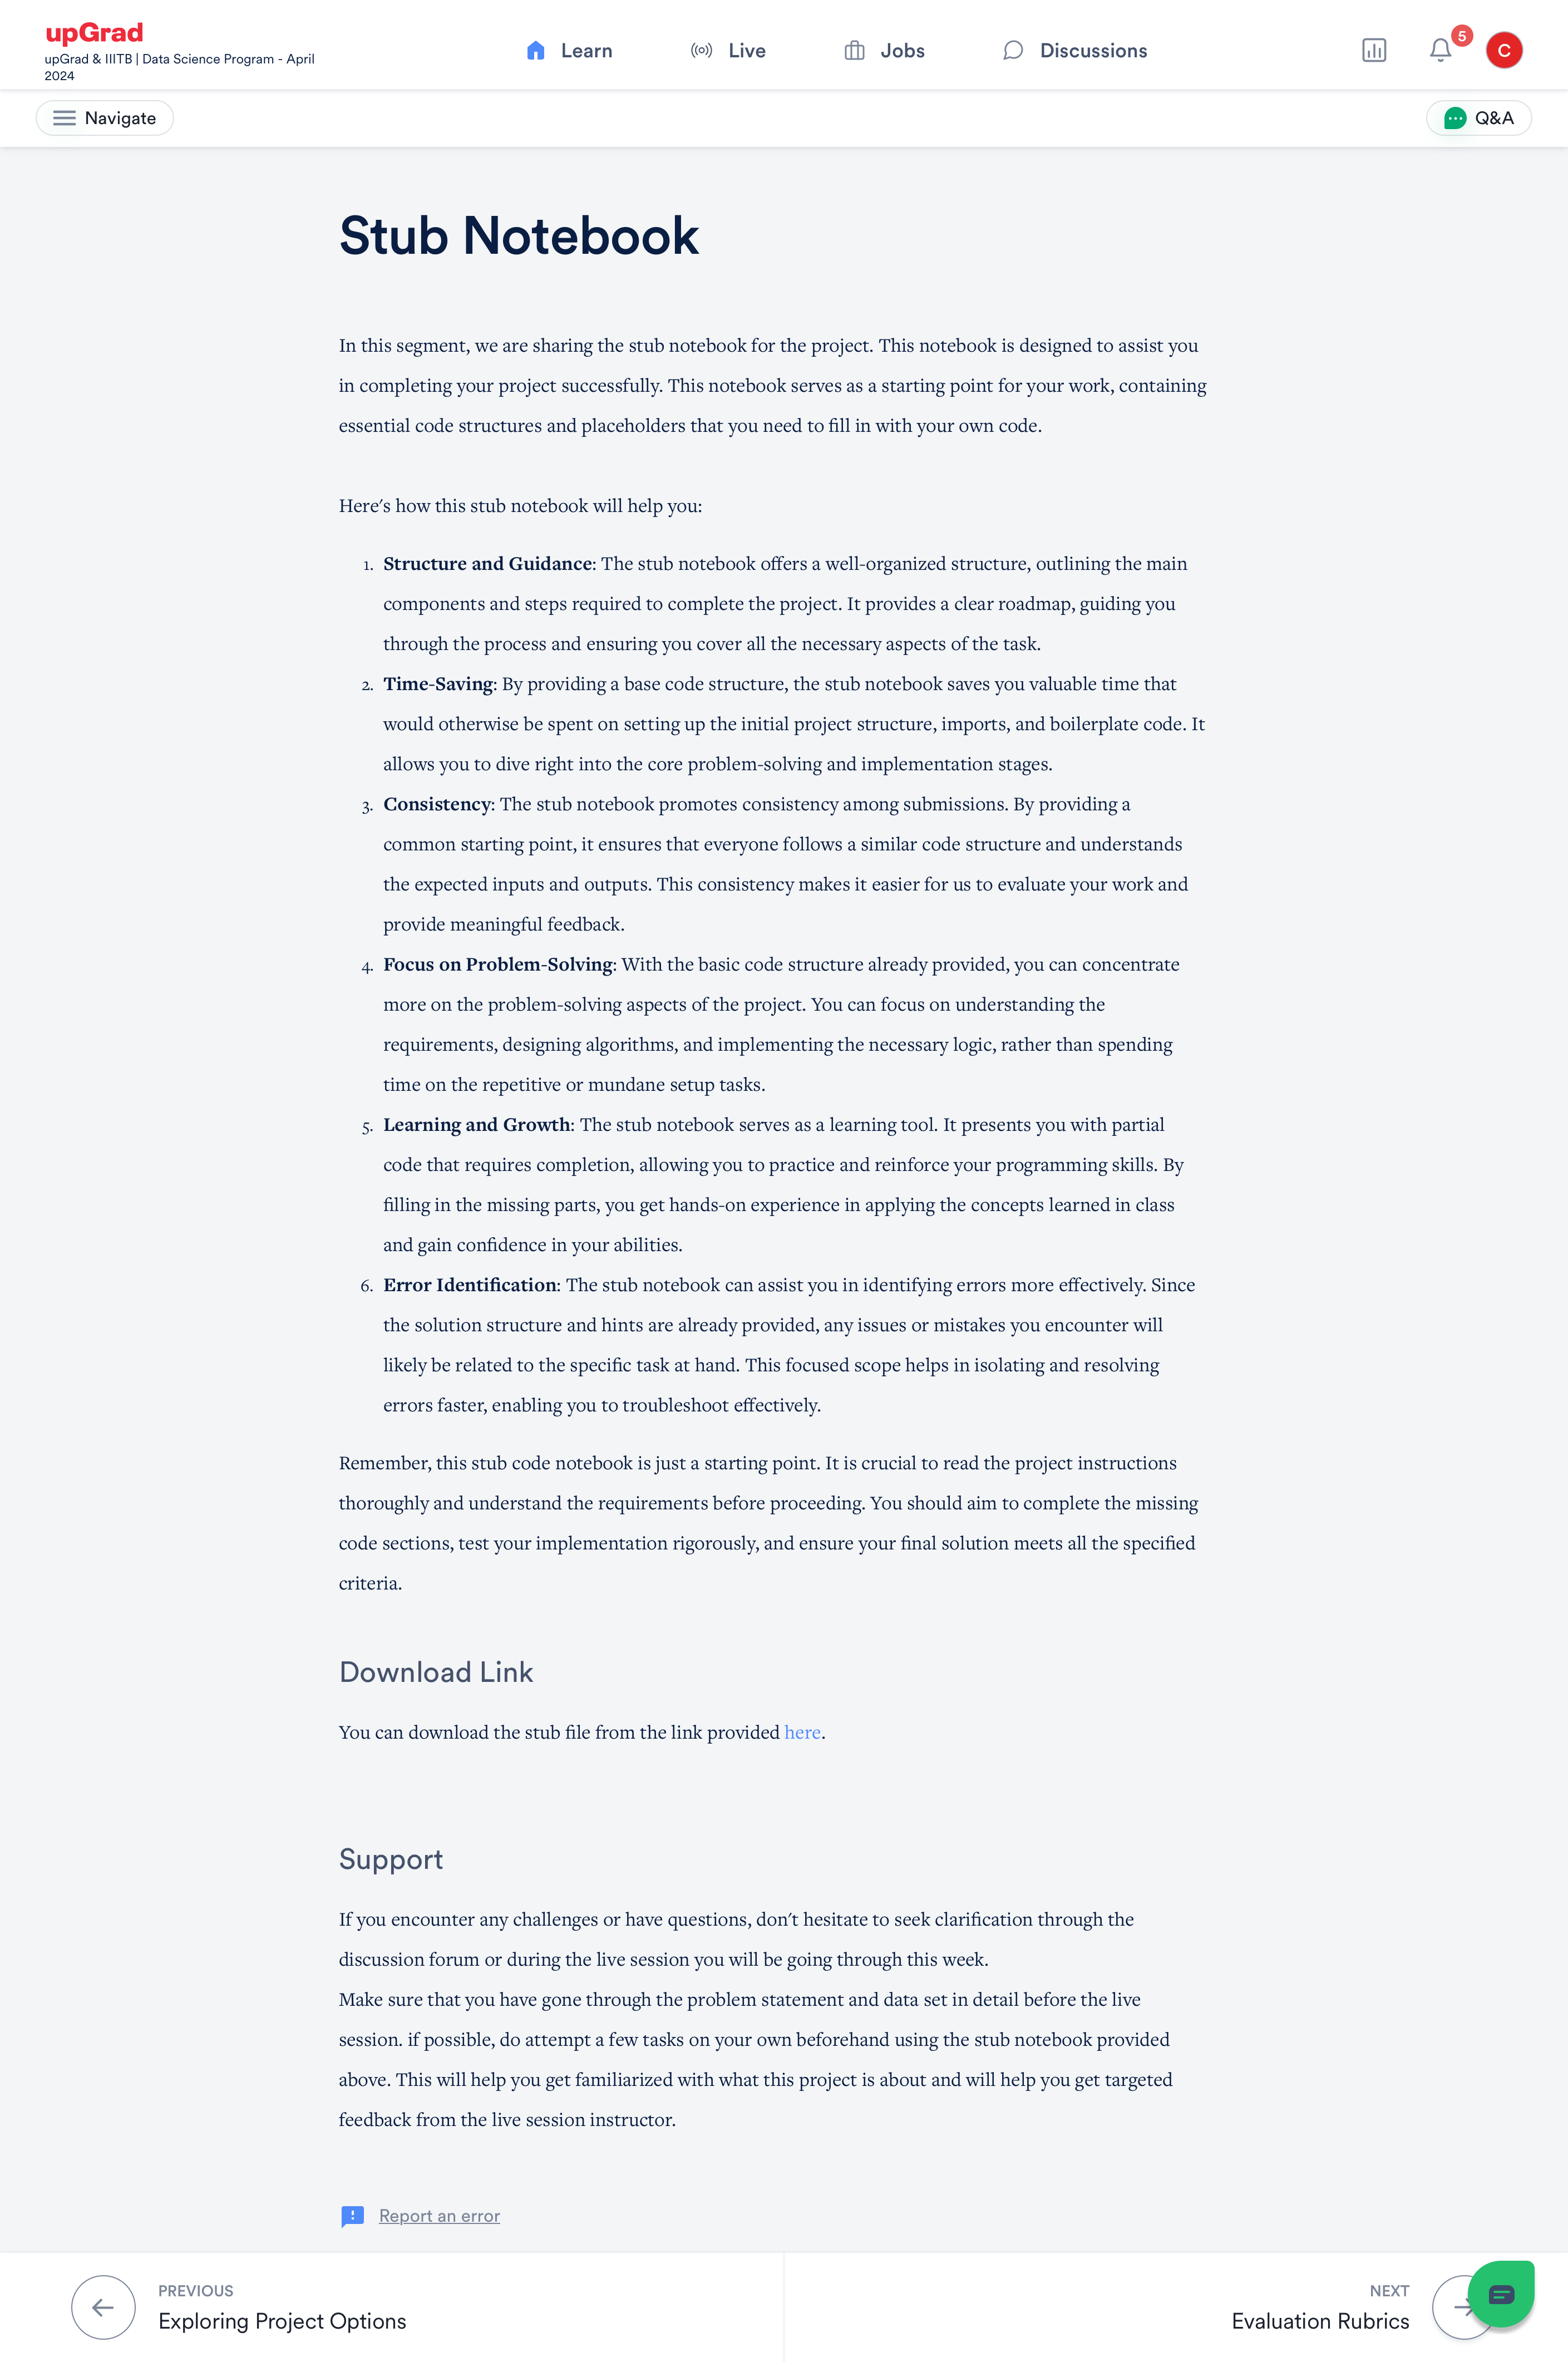 upGrad
upGrad & IIITB | Data Science Program - April
2024
Learn
Live
Jobs
Discussions
5
C
Navigate
Q&A
Stub Notebook
In this segment, we are sharing the stub notebook for the project. This notebook is designed to assist you
in completing your project successfully. This notebook serves as a starting point for your work, containing
essential code structures and placeholders that you need to fill in with your own code.
Here's how this stub notebook will help you:
1. Structure and Guidance: The stub notebook offers a well-organized structure, outlining the main
components and steps required to complete the project. It provides a clear roadmap, guiding you
through the process and ensuring you cover all the necessary aspects of the task.
2. Time-Saving: By providing a base code structure, the stub notebook saves you valuable time that
would otherwise be spent on setting up the initial project structure, imports, and boilerplate code. It
allows you to dive right into the core problem-solving and implementation stages.
3. Consistency: The stub notebook promotes consistency among submissions. By providing a
common starting point, it ensures that everyone follows a similar code structure and understands
the expected inputs and outputs. This consistency makes it easier for us to evaluate your work and
provide meaningful feedback.
4. Focus on Problem-Solving: With the basic code structure already provided, you can concentrate
more on the problem-solving aspects of the project. You can focus on understanding the
requirements, designing algorithms, and implementing the necessary logic, rather than spending
time on the repetitive or mundane setup tasks.
5. Learning and Growth: The stub notebook serves as a learning tool. It presents you with partial
code that requires completion, allowing you to practice and reinforce your programming skills. By
filling in the missing parts, you get hands-on experience in applying the concepts learned in class
and gain confidence in your abilities.
6. Error Identification: The stub notebook can assist you in identifying errors more effectively. Since
the solution structure and hints are already provided, any issues or mistakes you encounter will
likely be related to the specific task at hand. This focused scope helps in isolating and resolving
errors faster, enabling you to troubleshoot effectively.
Remember, this stub code notebook is just a starting point. It is crucial to read the project instructions
thoroughly and understand the requirements before proceeding. You should aim to complete the missing
code sections, test your implementation rigorously, and ensure your final solution meets all the specified
criteria.
Download Link
You can download the stub file from the link provided here.
Support
If you encounter any challenges or have questions, don't hesitate to seek clarification through the
discussion forum or during the live session you will be going through this week.
Make sure that you have gone through the problem statement and data set in detail before the live
session. if possible, do attempt a few tasks on your own beforehand using the stub notebook provided
above. This will help you get familiarized with what this project is about and will help you get targeted
feedback from the live session instructor.
Report an error
PREVIOUS
Exploring Project Options
NEXT
Evaluation Rubrics